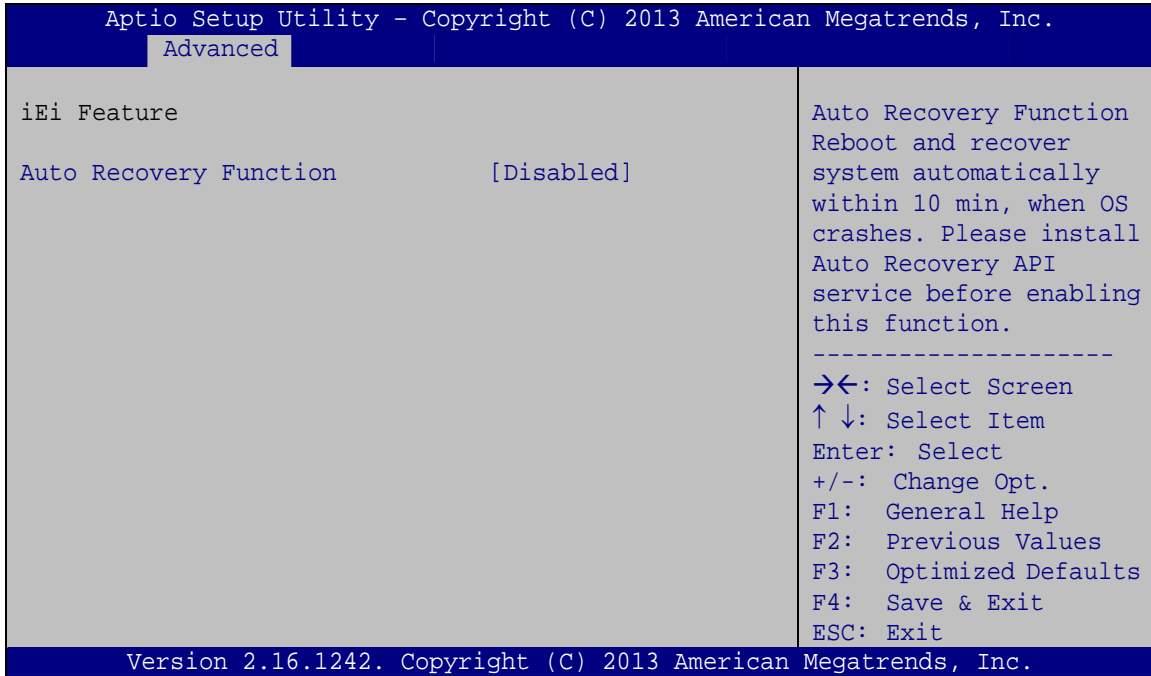 Aptio Setup Utility – Copyright (C) 2013 American Megatrends, Inc.
Advanced
iEi Feature
Auto Recovery Function [Disabled]
Auto Recovery Function
Reboot and recover
system automatically
within 10 min, when OS
crashes. Please install
Auto Recovery API
service before enabling
this function.
---------------------
→←: Select Screen
↑ ↓: Select Item
Enter: Select
+/-: Change Opt.
F1: General Help
F2: Previous Values
F3: Optimized Defaults
F4: Save & Exit
ESC: Exit
Version 2.16.1242. Copyright (C) 2013 American Megatrends, Inc.